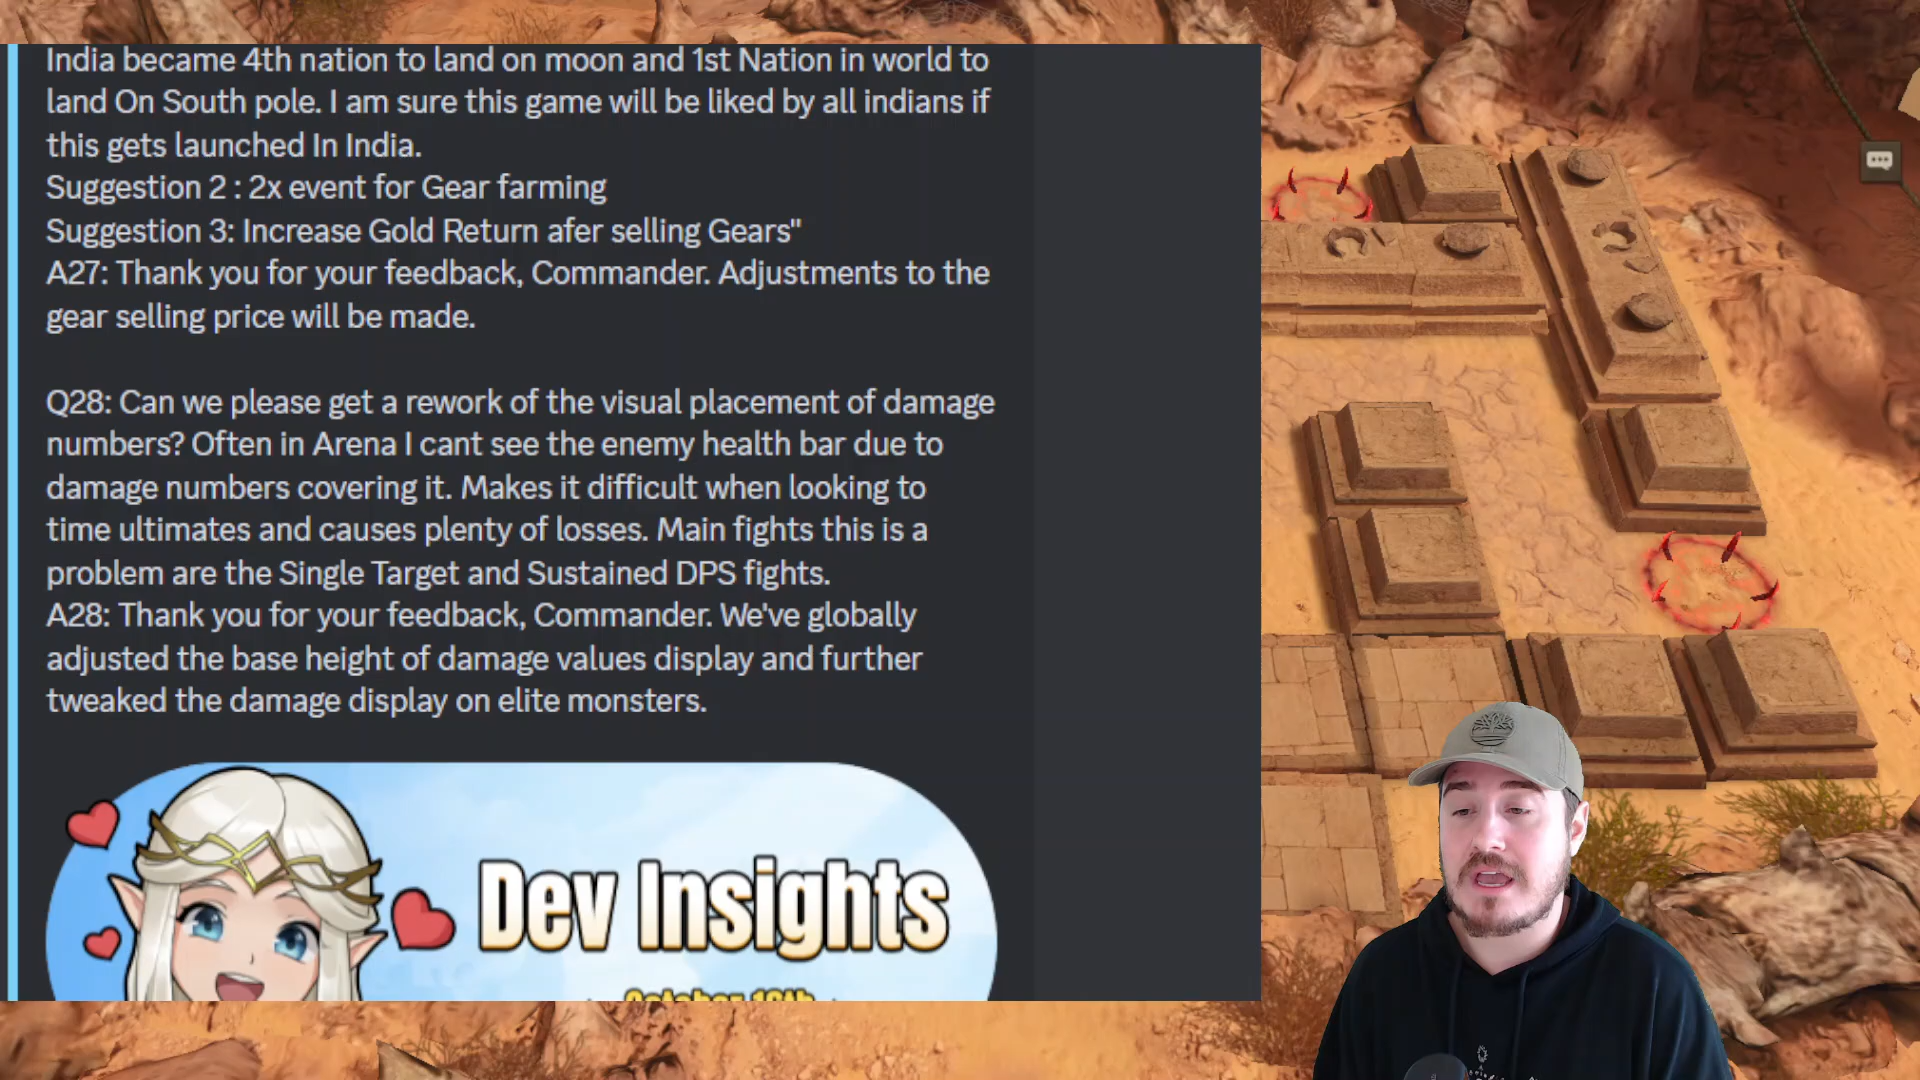 India became 4th nation to land on moon and 1st Nation in world to
land On South pole. I am sure this game will be liked by all indians if
this gets launched In India.
Suggestion 2 : 2x event for Gear farming
Suggestion 3: Increase Gold Return afer selling Gears"
A27: Thank you for your feedback, Commander. Adjustments to the
gear selling price will be made.
Q28: Can we please get a rework of the visual placement of damage
numbers? Often in Arena I cant see the enemy health bar due to
damage numbers covering it. Makes it difficult when looking to
time ultimates and causes plenty of losses. Main fights this is a
problem are the Single Target and Sustained DPS fights.
A28: Thank you for your feedback, Commander. We've globally
adjusted the base height of damage values display and further
tweaked the damage display on elite monsters.
Dev Insights